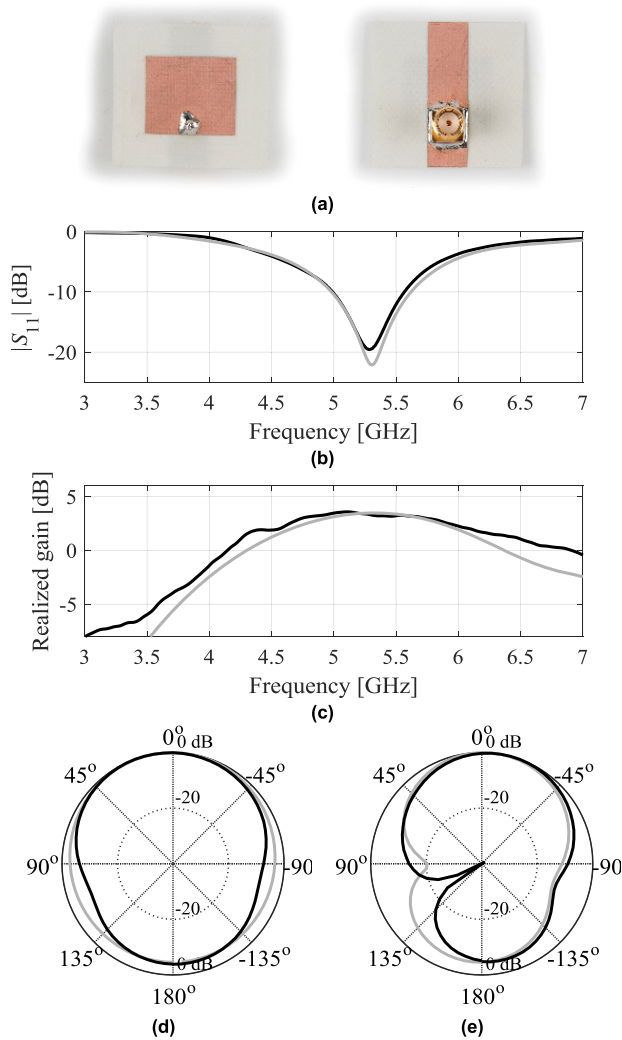 (a)
0
-10
-20
|S11| [dB]
3 3.5 4 4.5 5 5.5 6 6.5 7
Frequency [GHz]
(b)
5
0
-5
Realized gain [dB]
3 3.5 4 4.5 5 5.5 6 6.5 7
Frequency [GHz]
(c)
0o 0 dB
45o -45o
-20
90o -90
-20
135o 0 dB -135o
180o
(d)
0o 0 dB
45o -45o
-20
90o -90
-20
135o 0 dB -135o
180o
(e)